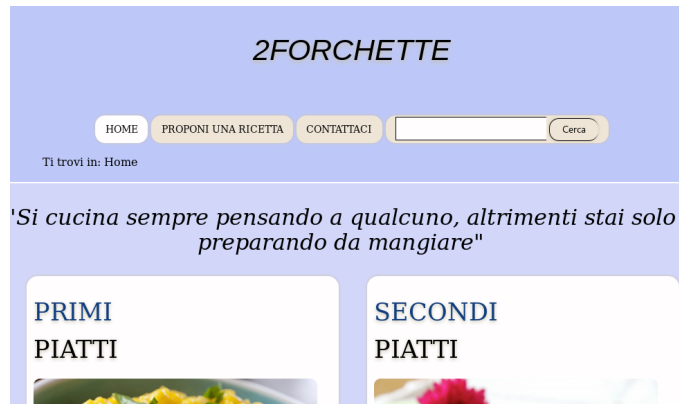 2FORCHETTE
HOME PROPONI UNA RICETTA CONTATTACI Cerca
Ti trovi in: Home
"Si cucina sempre pensando a qualcuno, altrimenti stai solo
preparando da mangiare"
PRIMI SECONDI
PIATTI PIATTI